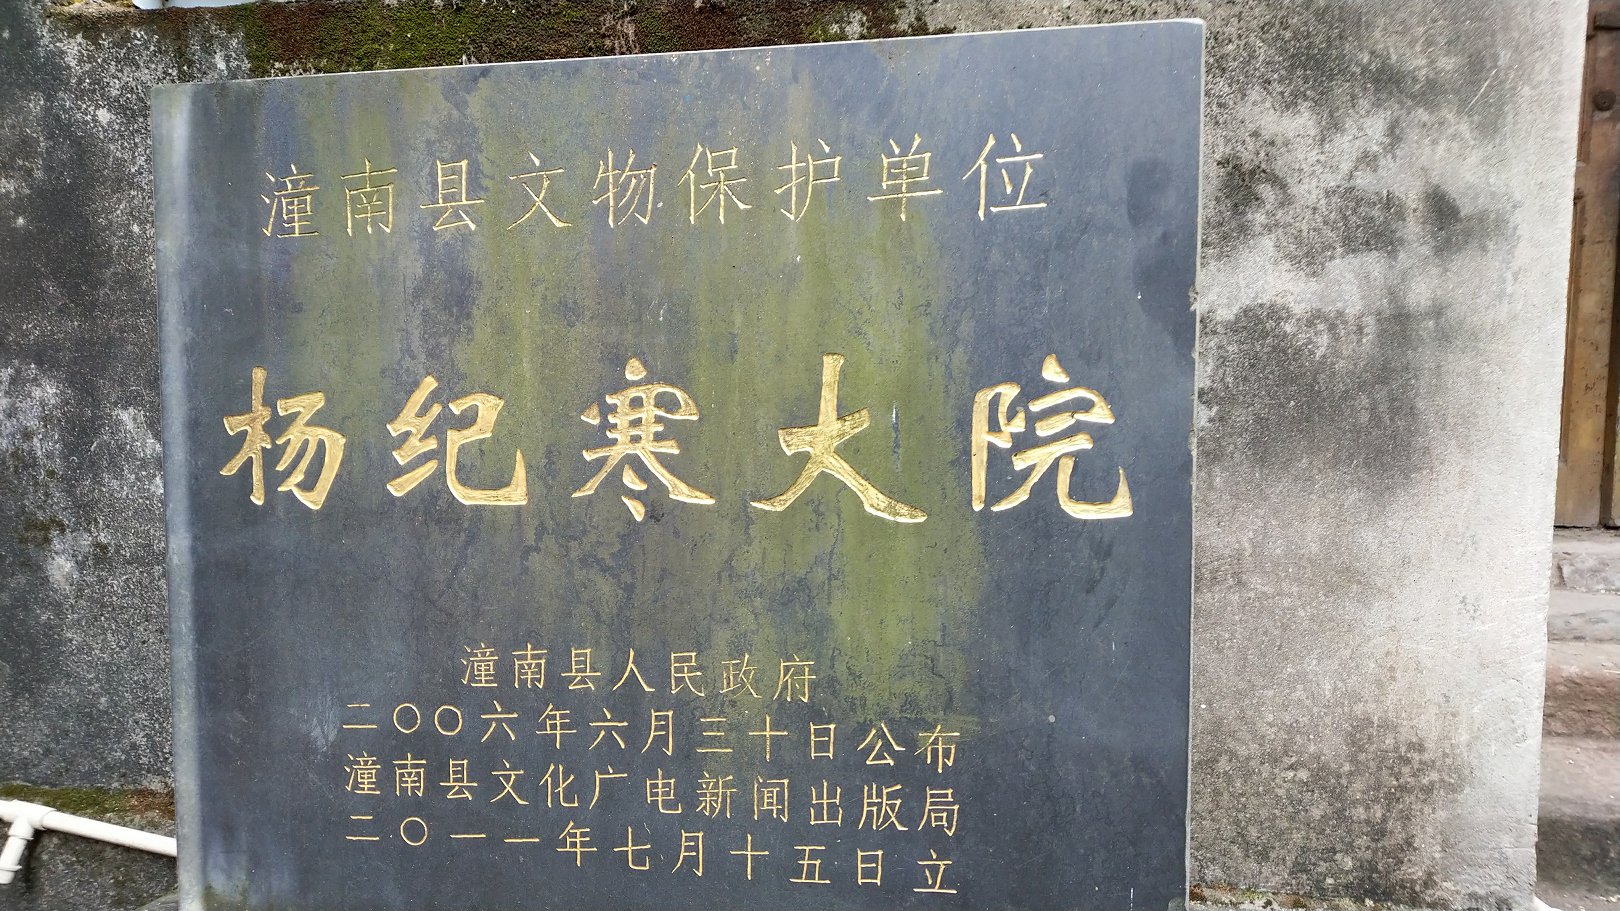 潼南县文物保护单位
杨纪寒大院
潼南县人民政府
二〇〇六年六月三十日公布
潼南县文化广电新闻出版局
二〇一一年七月十五日立